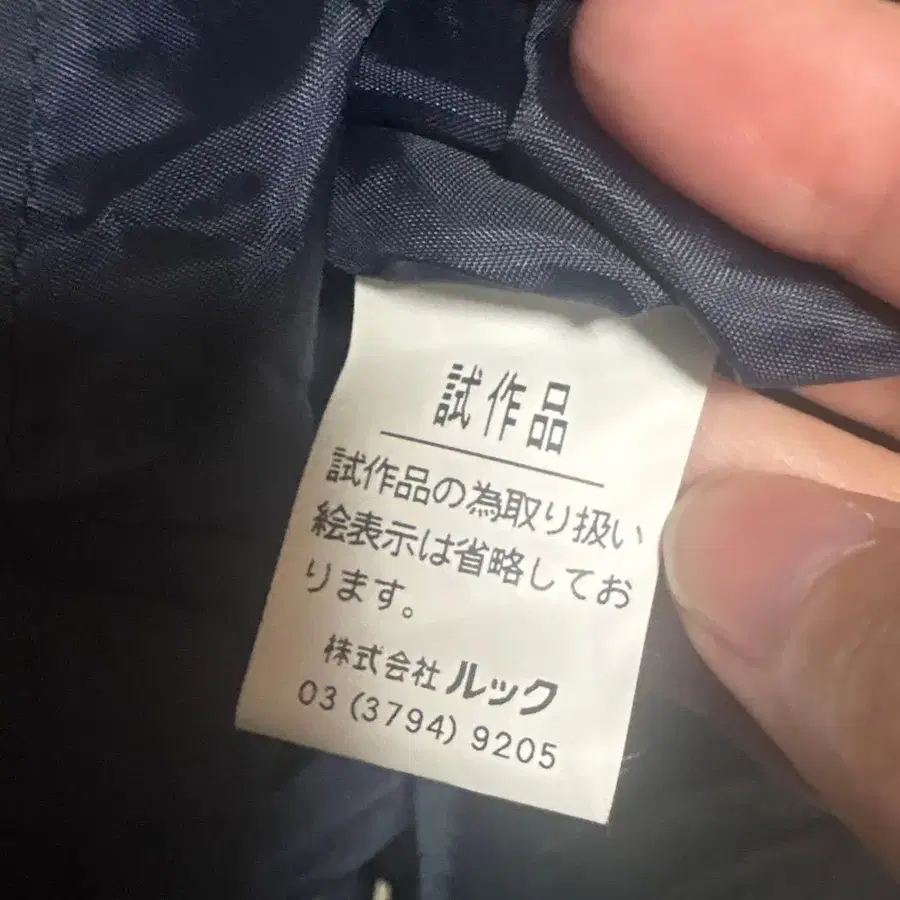 試作品
試作品の為取り扱い
絵表示は省略してお
ります。
株式会社ルック
03 (3794) 9205